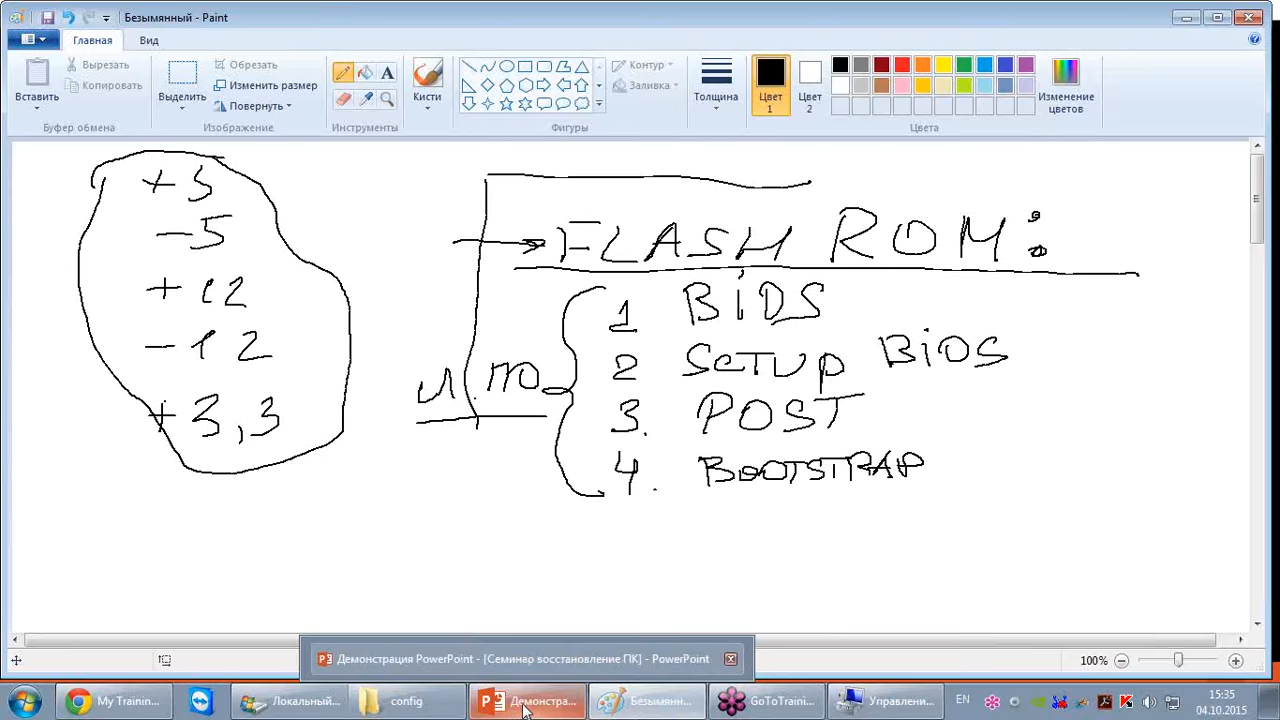 Безымянный - Paint
Главная
Вид
Вставить
Вырезать
Копировать
Буфер обмена
Выделить
Обрезать
Изменить размер
Повернуть
Изображение
A
Инструменты
Кисти
Фигуры
Контур
Заливка
Толщина
Цвет 1
Цвет 2
Изменение цветов
Цвета
+5
-5
+12
-12
+3,3
FLASH ROM:
1 BiOS
2 SETUP BiOS
3. POST
4. BOOTSTRAP
Демонстрация PowerPoint - [Семинар восстановление ПК] - PowerPoint
100%
My Trainin...
Локальный...
config
Демонстра...
Безымянн...
GoToTraini...
Управлени...
EN
15:35
04.10.2015